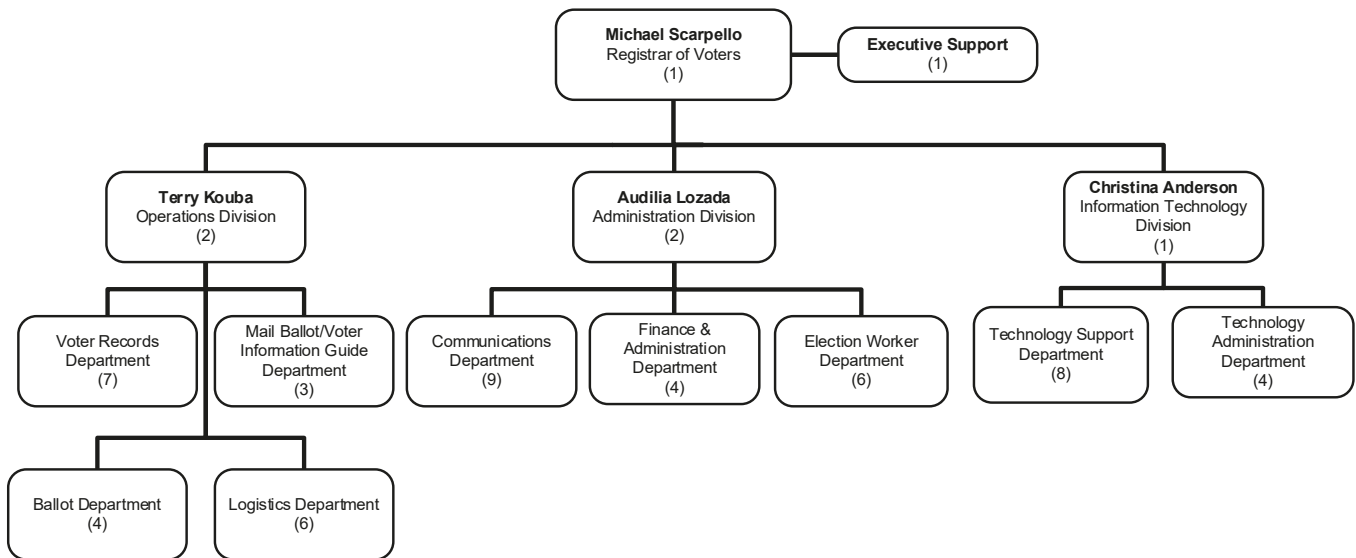 Michael Scarpello
Registrar of Voters
(1)
Executive Support
(1)
Terry Kouba
Operations Division
(2)
Audilia Lozada
Administration Division
(2)
Christina Anderson
Information Technology
Division
(1)
Voter Records
Department
(7)
Mail Ballot/Voter
Information Guide
Department
(3)
Communications
Department
(9)
Finance &
Administration
Department
(4)
Election Worker
Department
(6)
Technology Support
Department
(8)
Technology
Administration
Department
(4)
Ballot Department
(4)
Logistics Department
(6)